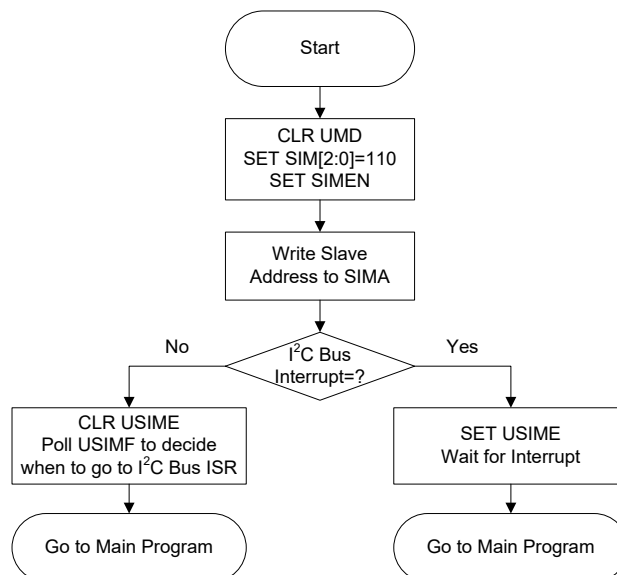 Start
CLR UMD
SET SIM[2:0]=110
SET SIMEN
Write Slave
Address to SIMA
No
I²C Bus
Interrupt=?
Yes
CLR USIME
Poll USIMF to decide
when to go to I²C Bus ISR
SET USIME
Wait for Interrupt
Go to Main Program
Go to Main Program